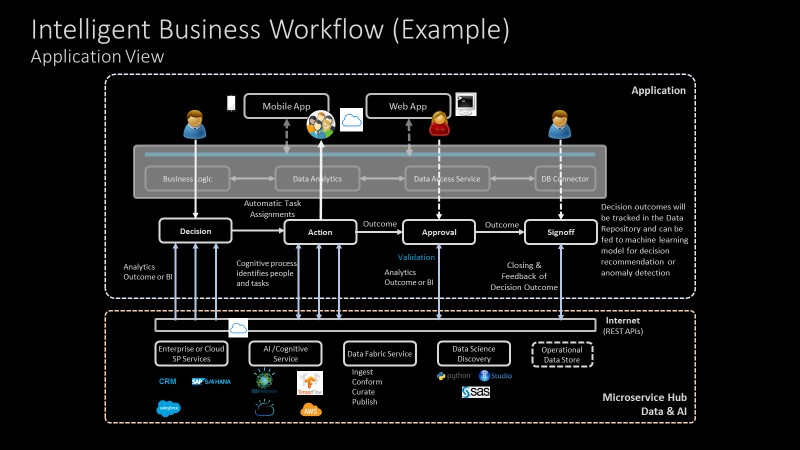 Intelligent Business Workflow (Example)
Application View
Application
Mobile App
Web App
Business Logic
Data Analytics
Data Access Service
DB Connector
Automatic Task
Assignments
Decision
Action
Outcome
Approval
Outcome
Signoff
Decision outcomes will
be tracked in the Data
Repository and can be
fed to machine learning
model for decision
recommendation or
anomaly detection
Analytics
Outcome or BI
Cognitive process
identifies people
and tasks
Validation
Analytics
Outcome or BI
Closing &
Feedback of
Decision Outcome
Internet
(REST APIs)
Enterprise or Cloud
SP Services
AI /Cognitive
Service
Data Fabric Service
Data Science
Discovery
Operational
Data Store
CRM
SAP S/4HANA
salesforce
IBM Watson
TensorFlow
AWS
Ingest
Conform
Curate
Publish
python
R Studio
sas
Microservice Hub
Data & AI